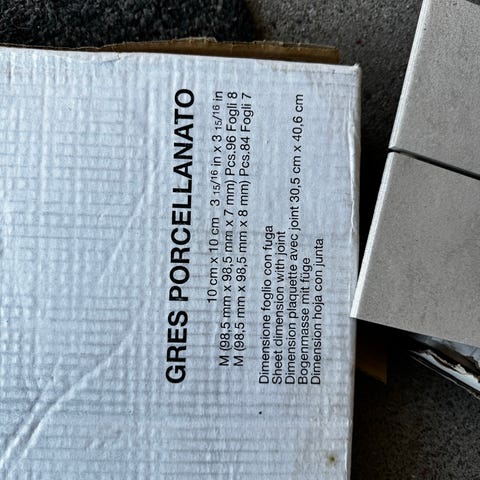 GRES PORCELLANATO
10 cm x 10 cm 3 15/16 in x 3 15/16 in
M (98,5 mm x 98,5 mm x 7 mm) Pcs.96 Fogli 8
M (98,5 mm x 98,5 mm x 8 mm) Pcs.84 Fogli 7
Dimensione foglio con fuga
Sheet dimension with joint
Dimension plaquette avec joint 30,5 cm x 40,6 cm
Bogenmasse mit füge
Dimension hoja con junta